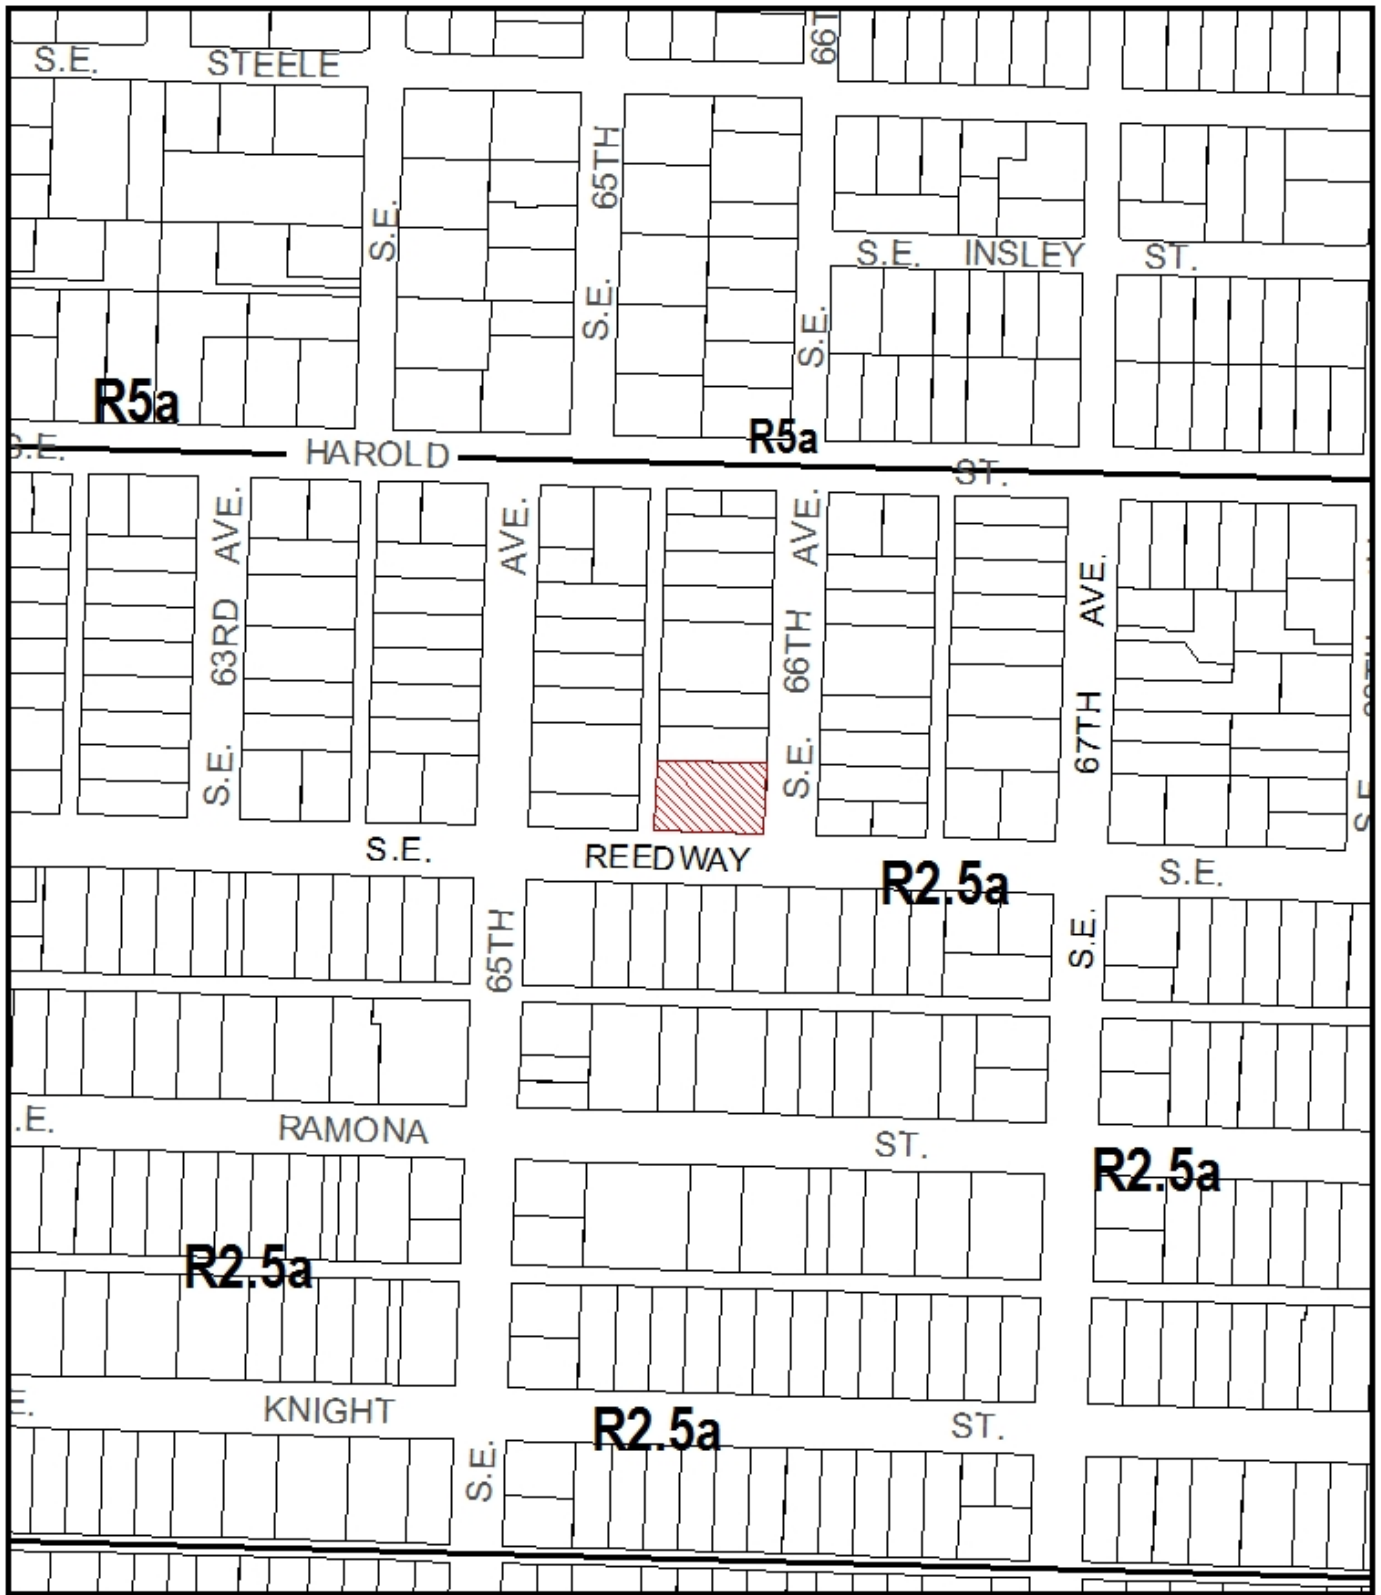 66T
S.E. STEELE
65TH
S.E.
S.E. INSLEY ST.
S.E.
S.E.
R5a
R5a
S.E. HAROLD ST.
AVE.
AVE.
AVE.
AVE.
63RD
66TH
67TH
S.E.
S.E.
S.E.
S.E. REEDWAY
R2.5a
S.E.
65TH
S.E.
.E. RAMONA ST.
R2.5a
R2.5a
E. KNIGHT ST.
R2.5a
S.E.